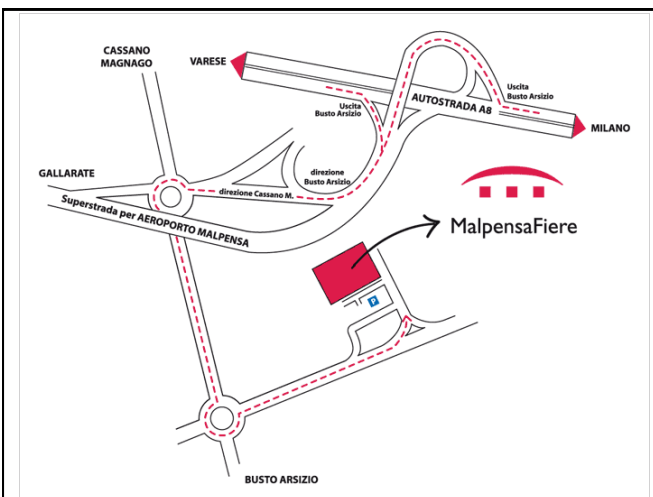 CASSANO
MAGNAGO
VARESE
Uscita
Busto Arsizio
Uscita
Busto Arsizio
AUTOSTRADA A8
MILANO
GALLARATE
direzione
Busto Arsizio
direzione Cassano M.
Superstrada per AEROPORTO MALPENSA
MalpensaFiere
P
BUSTO ARSIZIO